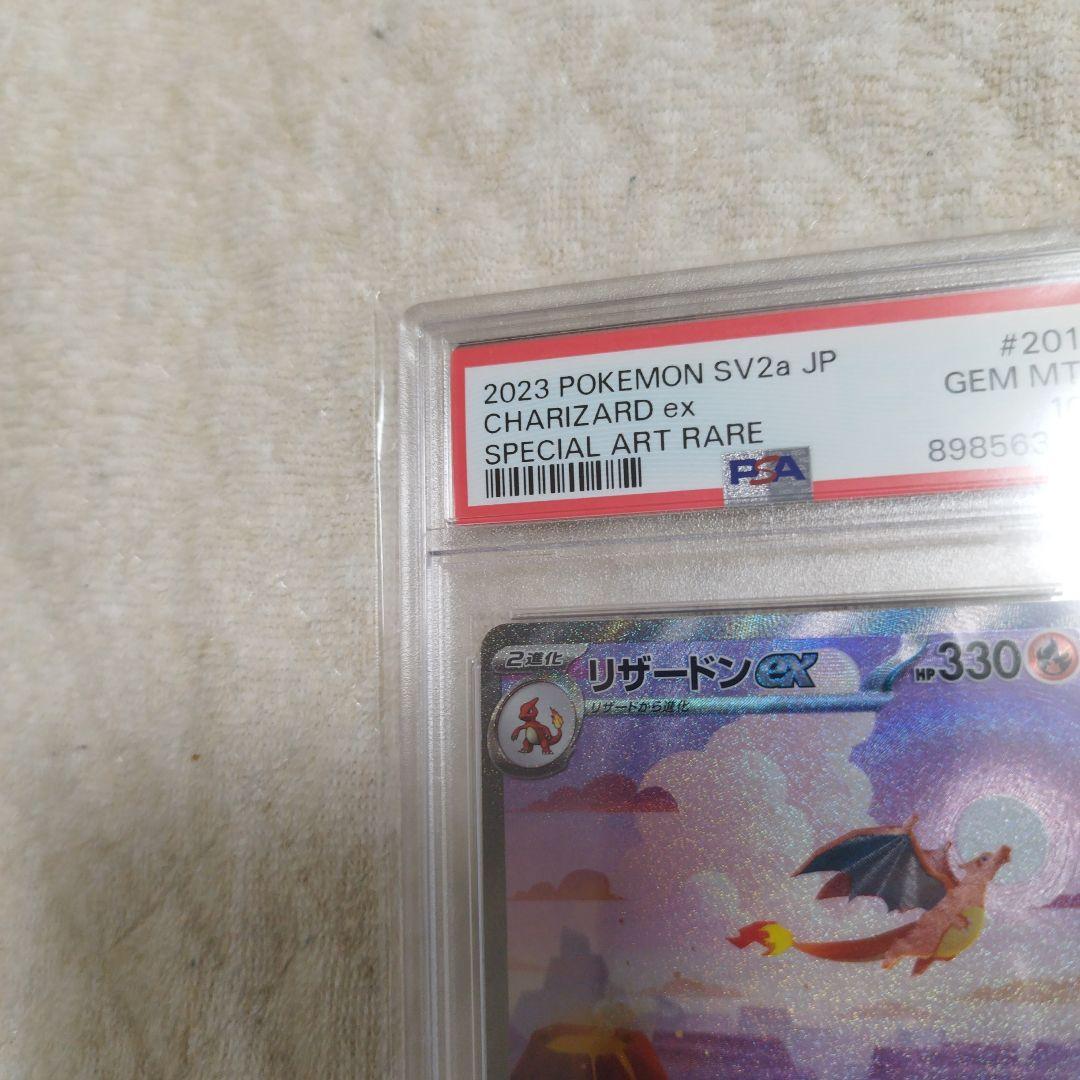 2023 POKEMON SV2a JP
CHARIZARD ex
SPECIAL ART RARE
#201
GEM MT
10
898563
PSA
2進化
リザードンex
HP330
リザードから進化